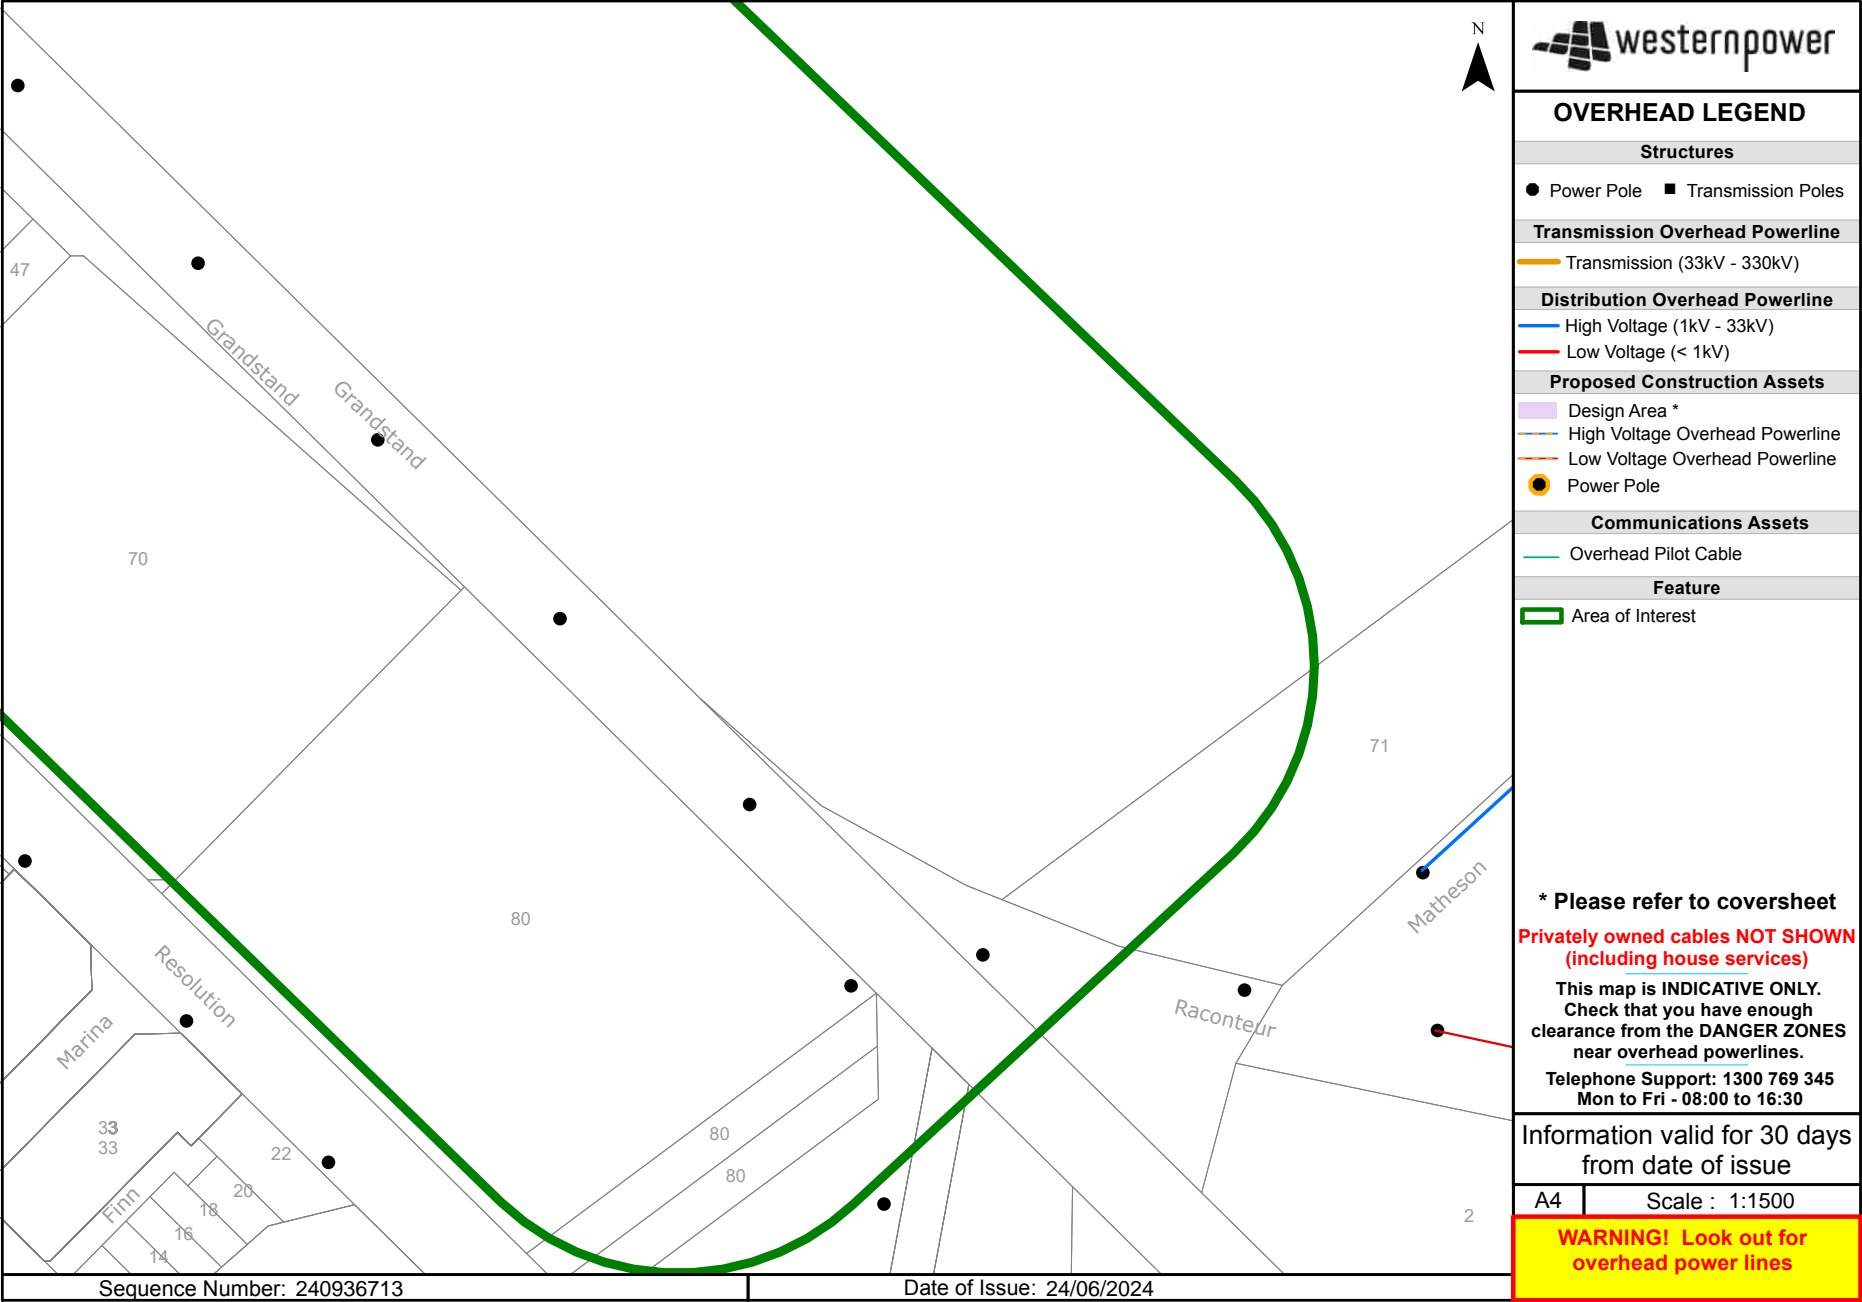 N
47
Grandstand
Grandstand
70
71
Matheson
80
Resolution
Raconteur
Marina
33
33
33
22
80
80
20
Finn
18
16
14
2
Sequence Number: 240936713
Date of Issue: 24/06/2024
westernpower
OVERHEAD LEGEND
Structures
Power Pole
Transmission Poles
Transmission Overhead Powerline
Transmission (33kV - 330kV)
Distribution Overhead Powerline
High Voltage (1kV - 33kV)
Low Voltage (< 1kV)
Proposed Construction Assets
Design Area *
High Voltage Overhead Powerline
Low Voltage Overhead Powerline
Power Pole
Communications Assets
Overhead Pilot Cable
Feature
Area of Interest
* Please refer to coversheet
Privately owned cables NOT SHOWN
(including house services)
This map is INDICATIVE ONLY.
Check that you have enough
clearance from the DANGER ZONES
near overhead powerlines.
Telephone Support: 1300 769 345
Mon to Fri - 08:00 to 16:30
Information valid for 30 days
from date of issue
A4
Scale : 1:1500
WARNING! Look out for
overhead power lines